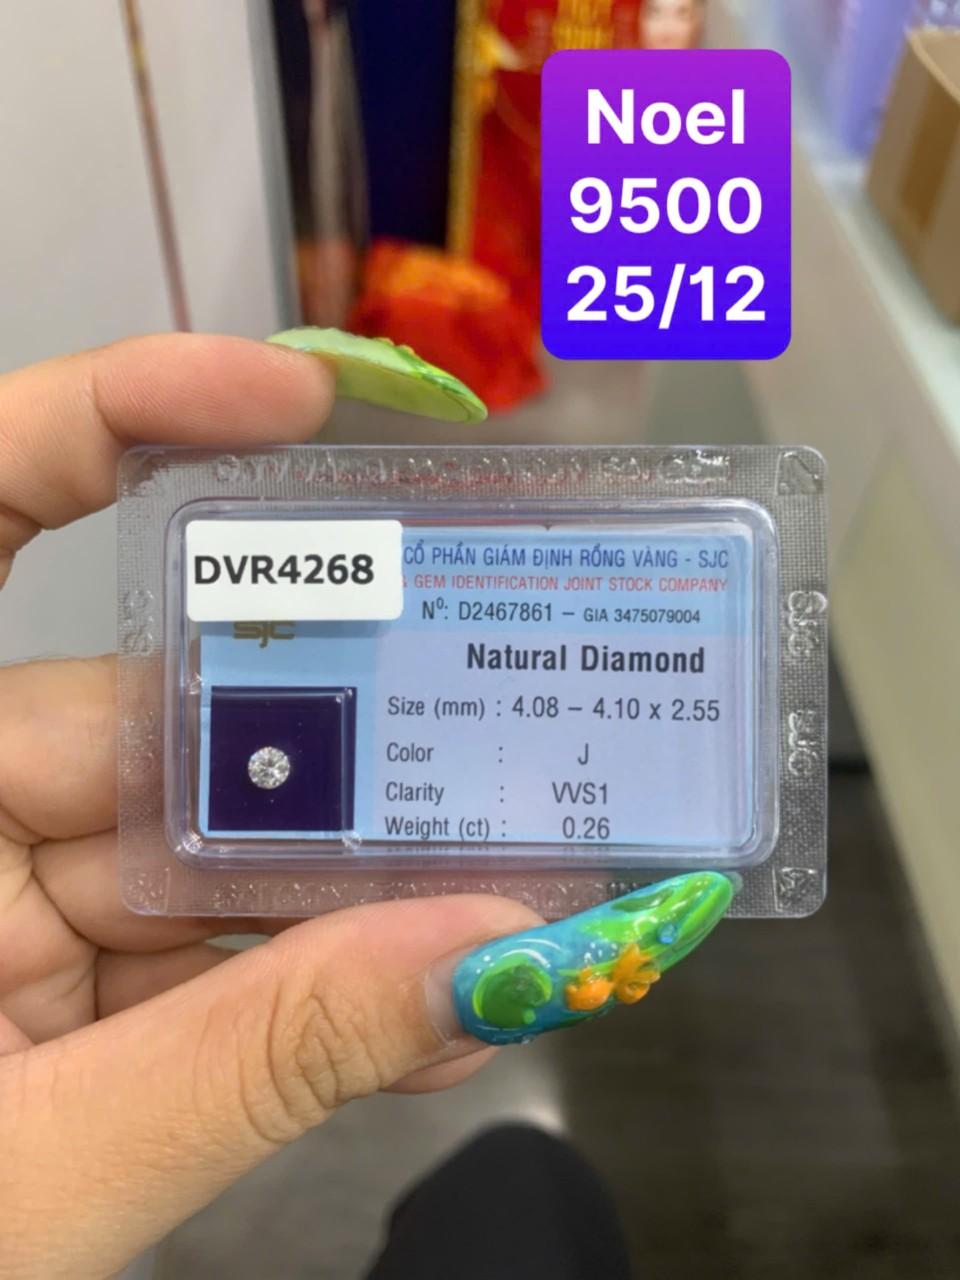 Noel
9500
25/12
DVR4268
CỔ PHẦN GIÁM ĐỊNH RỒNG VÀNG - SJC
GEM IDENTIFICATION JOINT STOCK COMPANY
Nº: D2467861 – GIA 3475079004
sjc
Natural Diamond
Size (mm) : 4.08 – 4.10 x 2.55
Color : J
Clarity : VVS1
Weight (ct) : 0.26
SJC
SJC